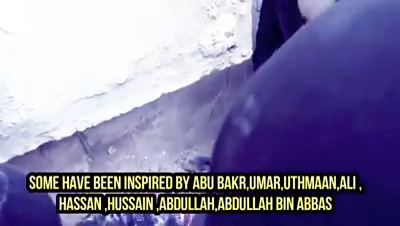 SOME HAVE BEEN INSPIRED BY ABU BAKR,UMAR,UTHMAAN,ALI ,
HASSAN ,HUSSAIN ,ABDULLAH,ABDULLAH BIN ABBAS